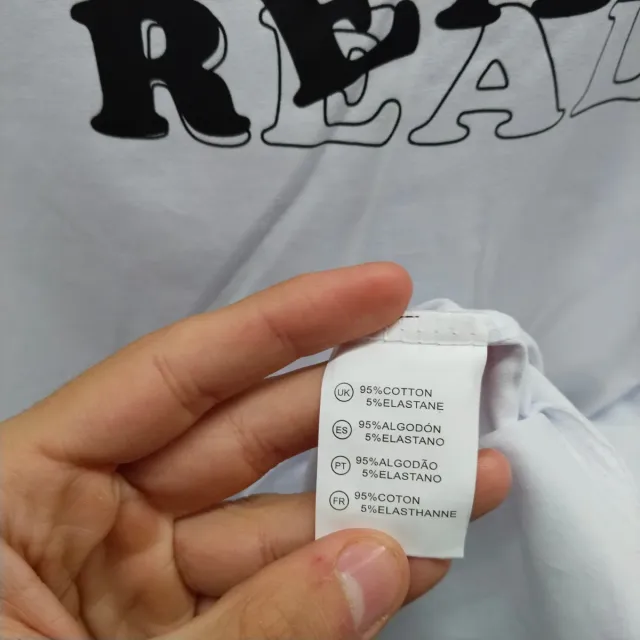 REA
REAL
UK 95%COTTON
5%ELASTANE
ES 95%ALGODÓN
5%ELASTANO
PT 95%ALGODÃO
5%ELASTANO
FR 95%COTON
5%ELASTHANNE